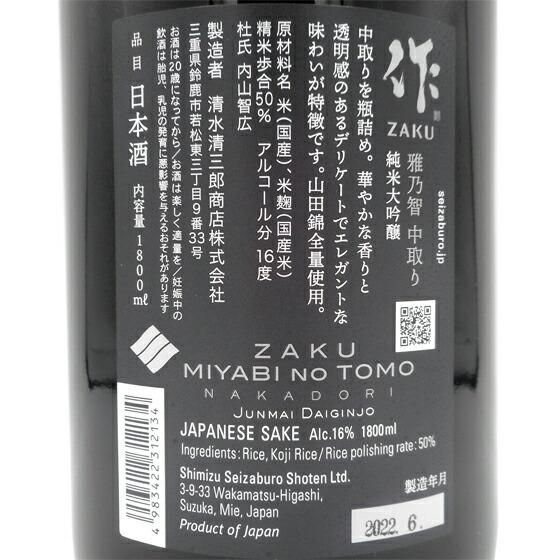 作
ZAKU
雅乃智 中取り
純米大吟醸
seizaburo.jp
中取りを瓶詰め。華やかな香りと
透明感のあるデリケートでエレガントな
味わいが特徴です。山田錦全量使用。
原材料名 米(国産)、米麹(国産米)
精米歩合50% アルコール分 16度
杜氏 内山智広
製造者 清水清三郎商店株式会社
三重県鈴鹿市若松東三丁目9番33号
お酒は20歳になってから/お酒は楽しく適量を/妊娠中の
飲酒は胎児、乳児の発育に悪影響を与えるおそれがあります
品目 日本酒 内容量1800ml
ZAKU
MIYABI NO TOMO
NAKADORI
JUNMAI DAIGINJO
JAPANESE SAKE Alc.16% 1800ml
Ingredients: Rice, Koji Rice/Rice polishing rate: 50%
Shimizu Seizaburo Shoten Ltd.
3-9-33 Wakamatsu-Higashi,
Suzuka, Mie, Japan
Product of Japan
製造年月
2022.6.
4983422312134